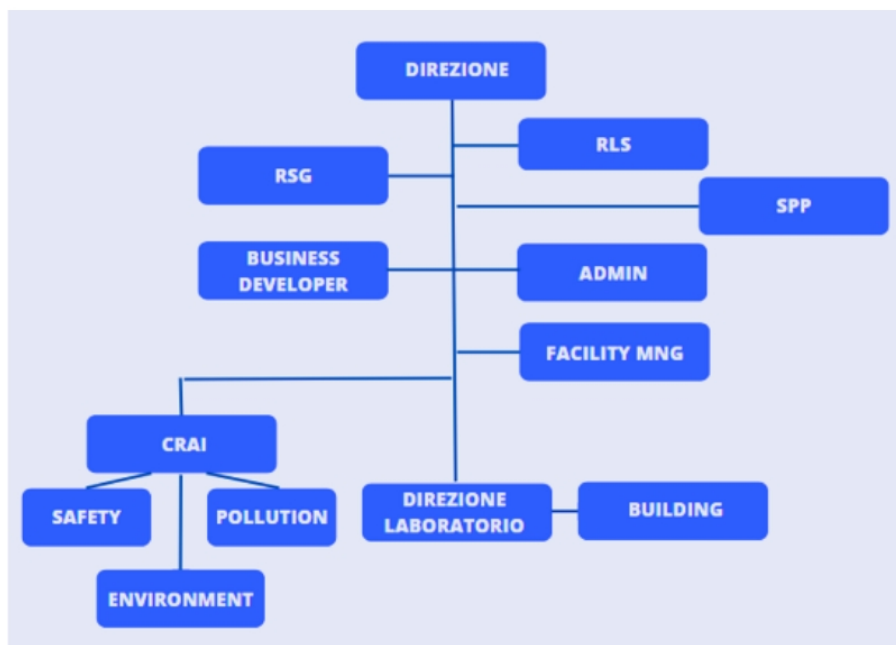 DIREZIONE
RLS
RSG
SPP
BUSINESS
DEVELOPER
ADMIN
FACILITY MNG
CRAI
SAFETY
POLLUTION
ENVIRONMENT
DIREZIONE
LABORATORIO
BUILDING